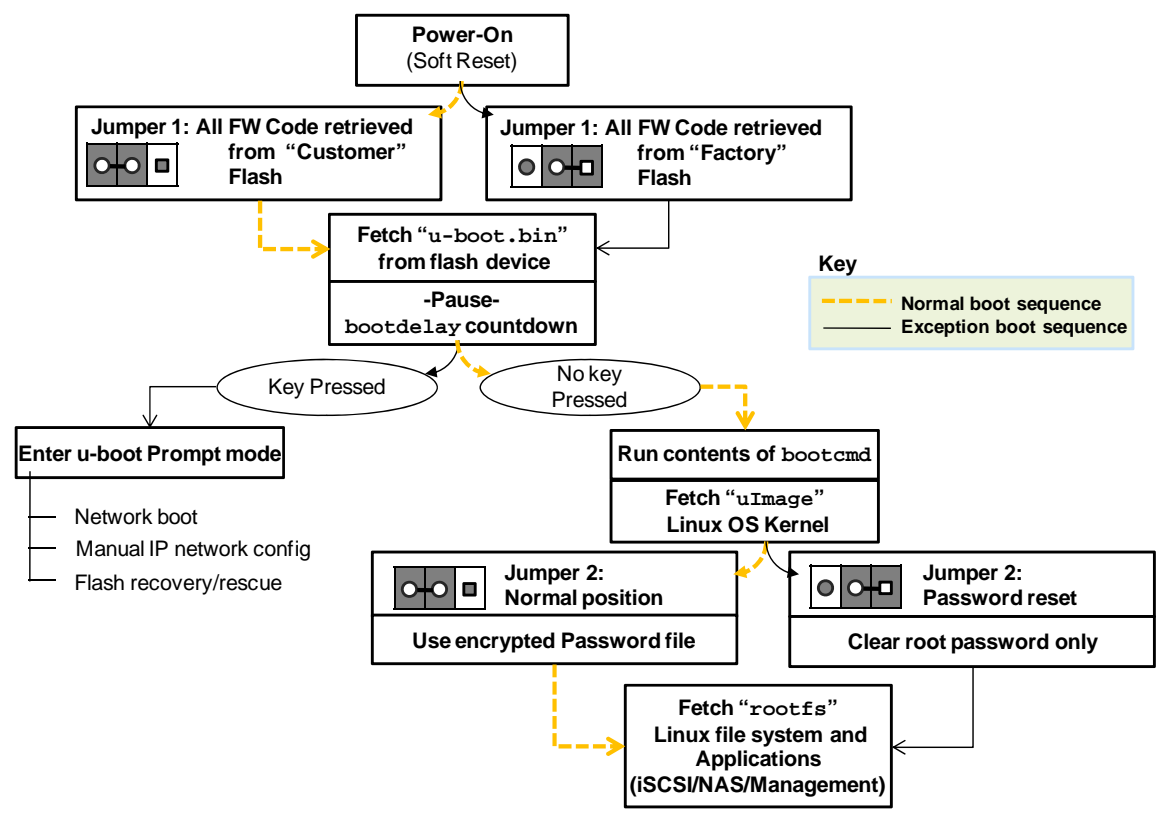 Power-On
(Soft Reset)
Jumper 1: All FW Code retrieved
from “Customer”
Flash
Jumper 1: All FW Code retrieved
from “Factory”
Flash
Fetch “u-boot.bin”
from flash device
-Pause-
bootdelay countdown
Key
Normal boot sequence
Exception boot sequence
Key Pressed
No key
Pressed
Enter u-boot Prompt mode
Network boot
Manual IP network config
Flash recovery/rescue
Run contents of bootcmd
Fetch “uImage”
Linux OS Kernel
Jumper 2:
Normal position
Use encrypted Password file
Jumper 2:
Password reset
Clear root password only
Fetch “rootfs”
Linux file system and
Applications
(iSCSI/NAS/Management)